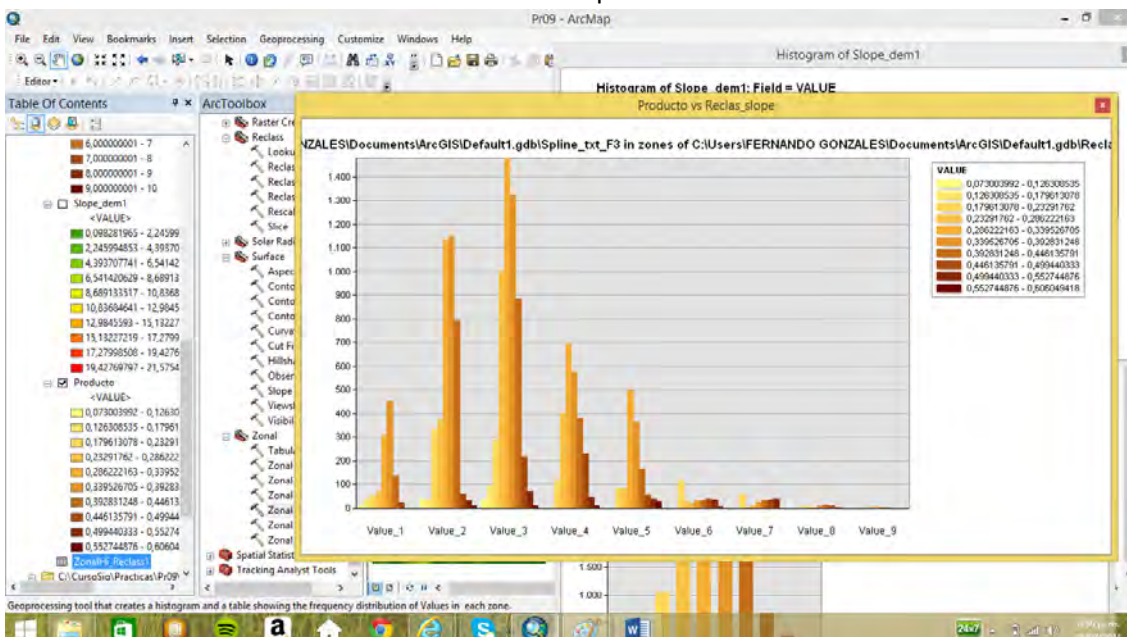 Pr09 - ArcMap
File Edit View Bookmarks Insert Selection Geoprocessing Customize Windows Help
Histogram of Slope_dem1
Editor
Histogram of Slope_dem1: Field = VALUE
Table Of Contents
ArcToolbox
Producto vs Reclas_slope
6,000000001 - 7
7,000000001 - 8
8,000000001 - 9
9,000000001 - 10
Slope_dem1
<VALUE>
0,098281965 - 2,24599
2,245994853 - 4,39370
4,393707741 - 6,54142
6,541420629 - 8,68913
8,689133517 - 10,8368
10,83684641 - 12,9845
12,9845593 - 15,13227
15,13227219 - 17,2799
17,27998508 - 19,4276
19,42769797 - 21,5754
Producto
<VALUE>
0,073003992 - 0,12630
0,126308535 - 0,17961
0,179613078 - 0,23291
0,23291762 - 0,286222
0,286222163 - 0,33952
0,339526705 - 0,39283
0,392831248 - 0,44613
0,446135791 - 0,49944
0,499440333 - 0,55274
0,552744876 - 0,60604
ZonalHi_Reclass1
C:\CursoSig\Practicas\Pr09
Raster Cre
Reclass
Looku
Reclas
Reclas
Reclas
Rescal
Slice
Solar Radi
Surface
Aspec
Conto
Conto
Conto
Curva
Cut Fi
Hillsh
Obser
Slope
Viewsh
Visibil
Zonal
Tabul
Zonal
Zonal
Zonal
Zonal
Zonal
Spatial Statist
Tracking Analyst Tools
NZALES\Documents\ArcGIS\Default1.gdb\Spline_txt_F3 in zones of C:\Users\FERNANDO GONZALES\Documents\ArcGIS\Default1.gdb\Recla
1.400
1.300
1.200
1.100
1.000
900
800
700
600
500
400
300
200
100
0
Value_1 Value_2 Value_3 Value_4 Value_5 Value_6 Value_7 Value_8 Value_9
VALUE
0,073003992 - 0,126308535
0,126308535 - 0,179613078
0,179613078 - 0,23291762
0,23291762 - 0,286222163
0,286222163 - 0,339526705
0,339526705 - 0,392831248
0,392831248 - 0,446135791
0,446135791 - 0,499440333
0,499440333 - 0,552744876
0,552744876 - 0,606049418
1.500
1.000
Geoprocessing tool that creates a histogram and a table showing the frequency distribution of Values in each zone.
24x7